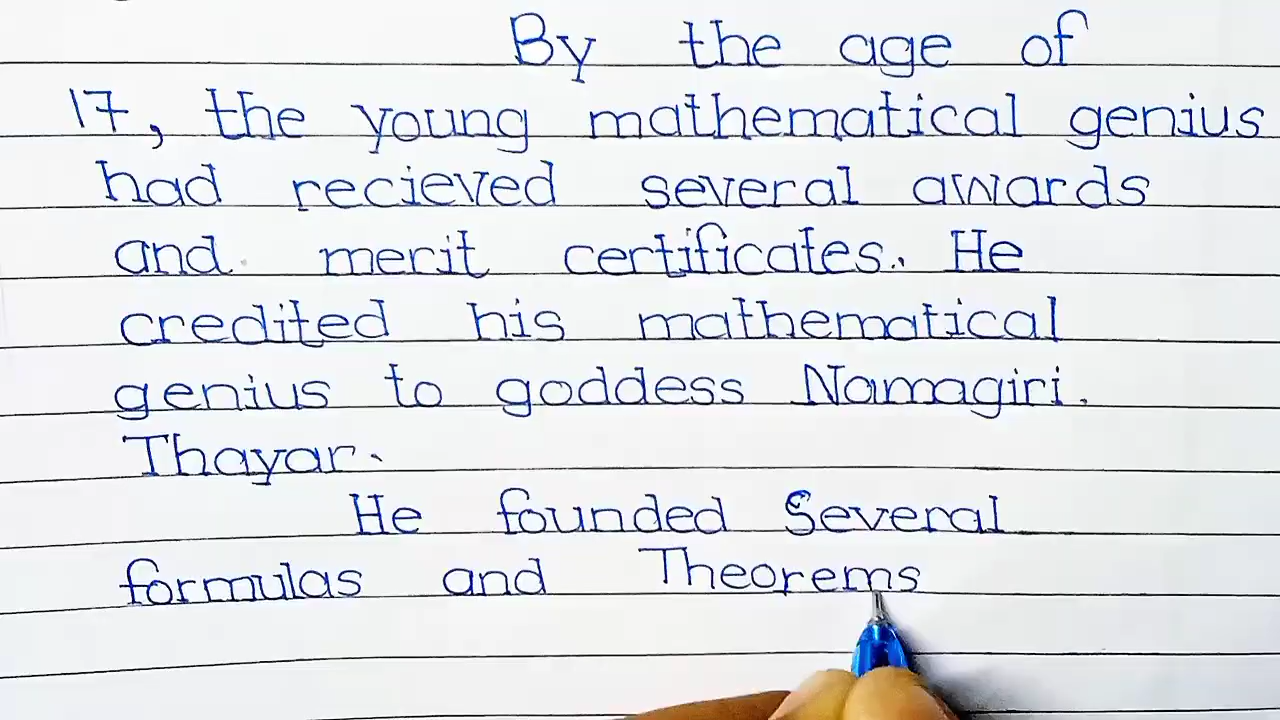 By the age of
17, the young mathematical genius
had recieved several awards
and merit certificates. He
credited his mathematical
genius to goddess Namagiri.
Thayar.
He founded Several
formulas and Theorems